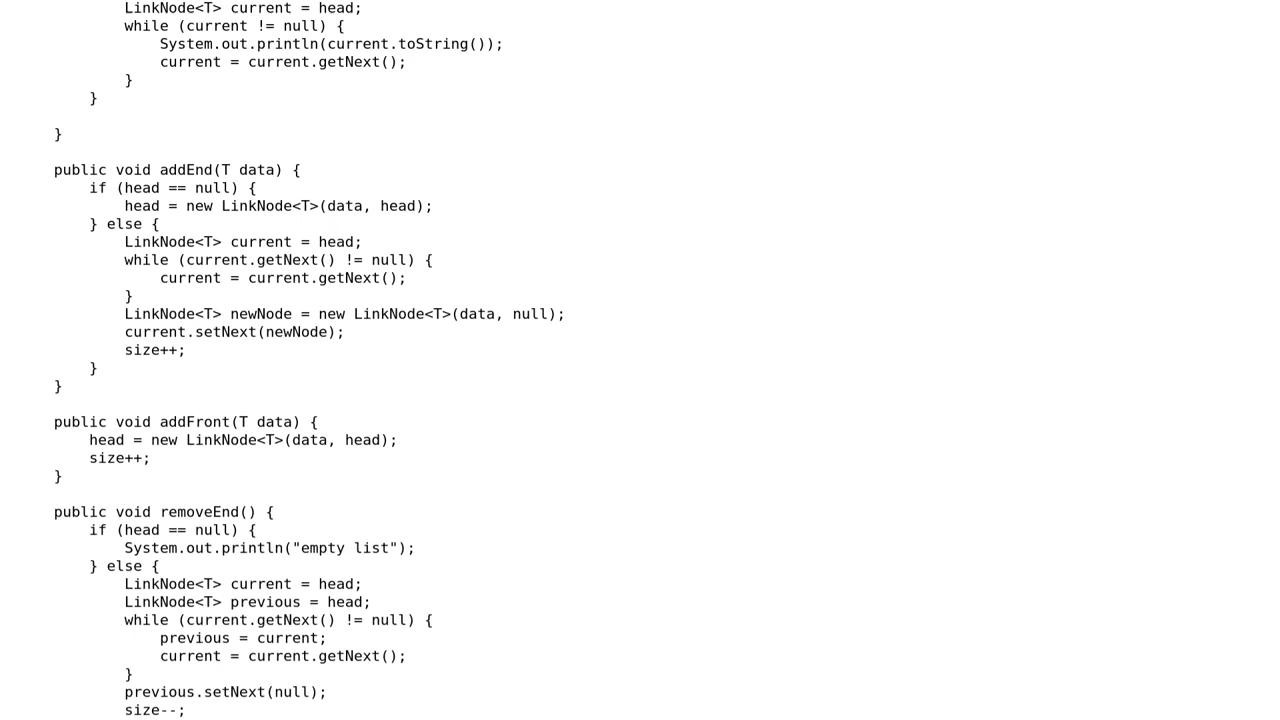 LinkNode<T> current = head;
while (current != null) {
System.out.println(current.toString());
current = current.getNext();
}
}
}
public void addEnd(T data) {
if (head == null) {
head = new LinkNode<T>(data, head);
} else {
LinkNode<T> current = head;
while (current.getNext() != null) {
current = current.getNext();
}
LinkNode<T> newNode = new LinkNode<T>(data, null);
current.setNext(newNode);
size++;
}
}
public void addFront(T data) {
head = new LinkNode<T>(data, head);
size++;
}
public void removeEnd() {
if (head == null) {
System.out.println("empty list");
} else {
LinkNode<T> current = head;
LinkNode<T> previous = head;
while (current.getNext() != null) {
previous = current;
current = current.getNext();
}
previous.setNext(null);
size--;